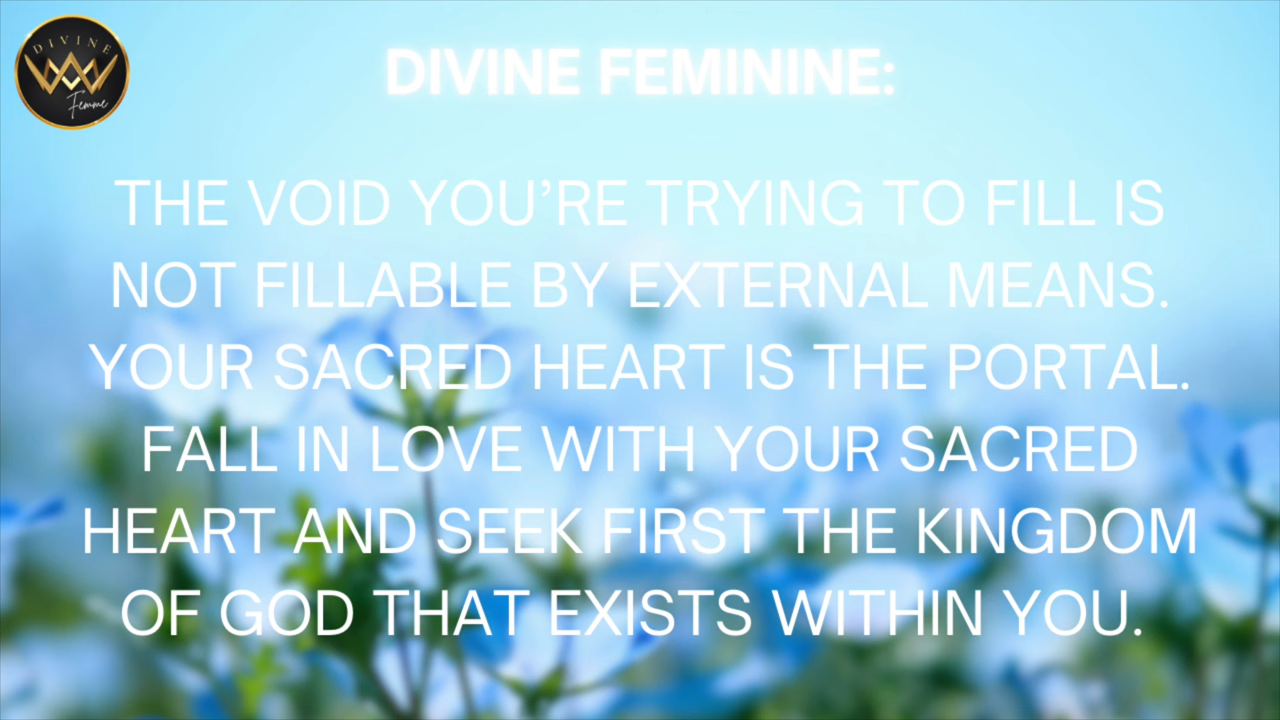 DIVINE
Femme
DIVINE FEMININE:
THE VOID YOU’RE TRYING TO FILL IS
NOT FILLABLE BY EXTERNAL MEANS.
YOUR SACRED HEART IS THE PORTAL.
FALL IN LOVE WITH YOUR SACRED
HEART AND SEEK FIRST THE KINGDOM
OF GOD THAT EXISTS WITHIN YOU.